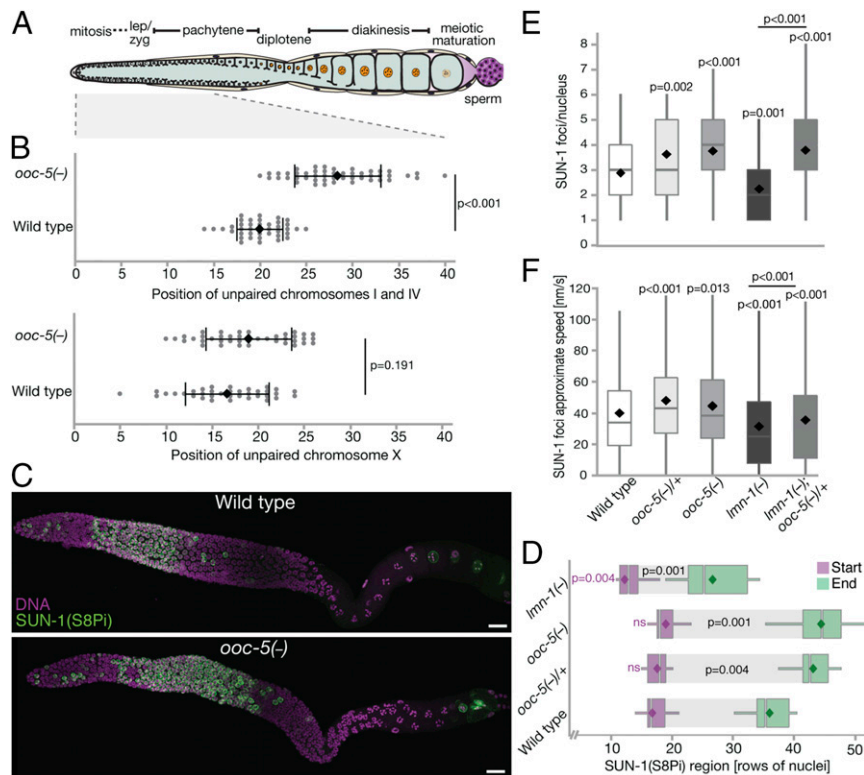 A
mitosis
lep/
zyg
pachytene
diplotene
diakinesis
meiotic
maturation
sperm
B
ooc-5(-)
Wild type
p<0.001
0 5 10 15 20 25 30 35 40
Position of unpaired chromosomes I and IV
ooc-5(-)
Wild type
p=0.191
0 5 10 15 20 25 30 35 40
Position of unpaired chromosome X
C
Wild type
DNA
SUN-1(S8Pi)
ooc-5(-)
E
SUN-1 foci/nucleus
8
7
6
5
4
3
2
1
0
p=0.002
p<0.001
p=0.001
p<0.001
p<0.001
F
SUN-1 foci approximate speed [nm/s]
120
100
80
60
40
20
0
p<0.001
p=0.013
p<0.001
p<0.001
p<0.001
Wild type
ooc-5(-)/+
ooc-5(-)
lmn-1(-)
lmn-1(-);
ooc-5(-)/+
D
Start
End
lmn-1(-)
p=0.004
p=0.001
ooc-5(-)
ns
p=0.001
ooc-5(-)/+
ns
p=0.004
Wild type
10 20 30 40 50
SUN-1(S8Pi) region [rows of nuclei]